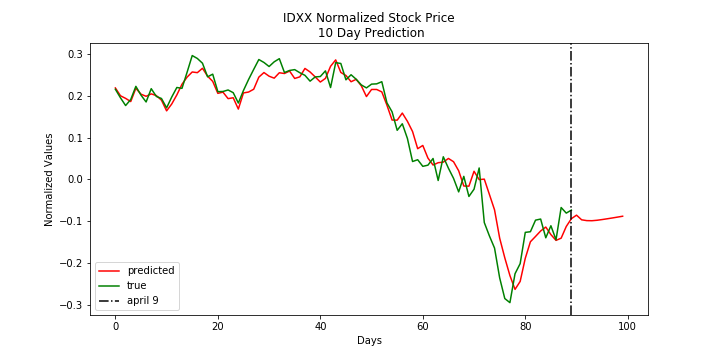 IDXX Normalized Stock Price
10 Day Prediction
Normalized Values
0.3
0.2
0.1
0.0
−0.1
−0.2
−0.3
predicted
true
april 9
0
20
40
60
80
100
Days